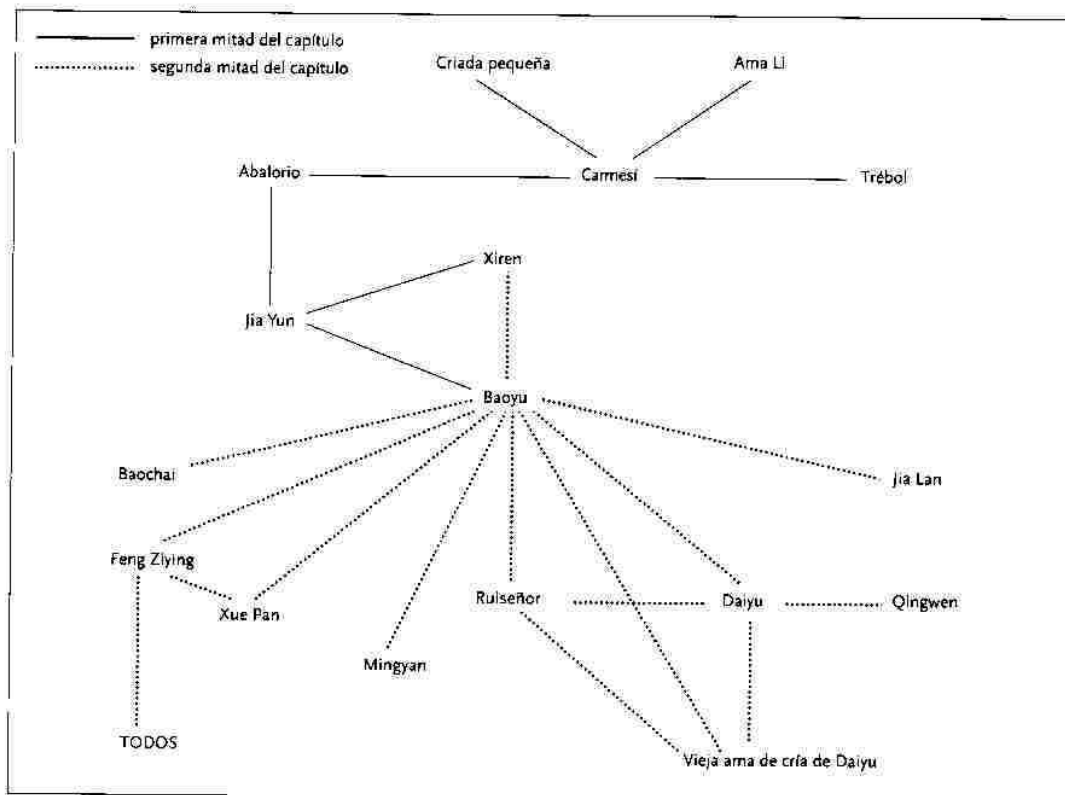 primera mitad del capítulo
segunda mitad del capítulo
Criada pequeña
Ama Li
Abalorio
Carmesí
Trébol
Xiren
Jia Yun
Baoyu
Baochai
Jia Lan
Feng Ziying
Xue Pan
Ruiseñor
Daiyu
Qingwen
Mingyan
TODOS
Vieja ama de cría de Daiyu